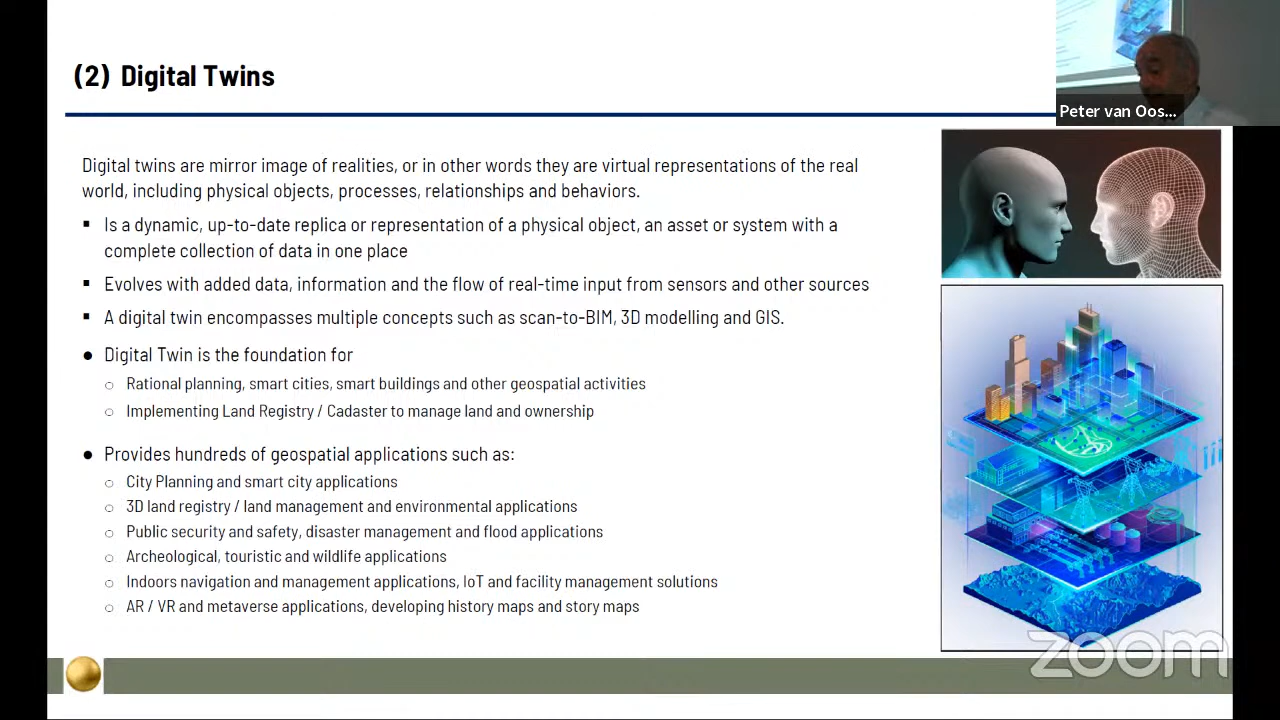 (2) Digital Twins
Peter van Oos...
Digital twins are mirror image of realities, or in other words they are virtual representations of the real
world, including physical objects, processes, relationships and behaviors.
▪ Is a dynamic, up-to-date replica or representation of a physical object, an asset or system with a
complete collection of data in one place
▪ Evolves with added data, information and the flow of real-time input from sensors and other sources
▪ A digital twin encompasses multiple concepts such as scan-to-BIM, 3D modelling and GIS.
● Digital Twin is the foundation for
○ Rational planning, smart cities, smart buildings and other geospatial activities
○ Implementing Land Registry / Cadaster to manage land and ownership
● Provides hundreds of geospatial applications such as:
○ City Planning and smart city applications
○ 3D land registry / land management and environmental applications
○ Public security and safety, disaster management and flood applications
○ Archeological, touristic and wildlife applications
○ Indoors navigation and management applications, IoT and facility management solutions
○ AR / VR and metaverse applications, developing history maps and story maps
zoom